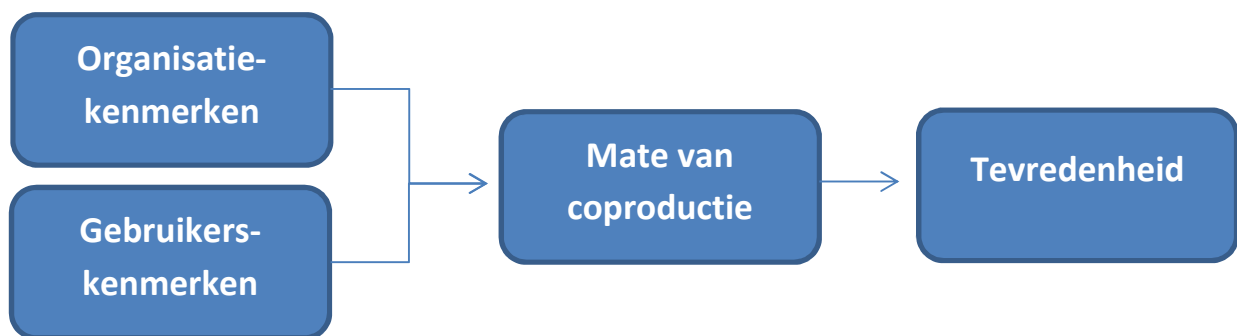 Organisatie-
kenmerken
Gebruikers-
kenmerken
Mate van
coproductie
Tevredenheid